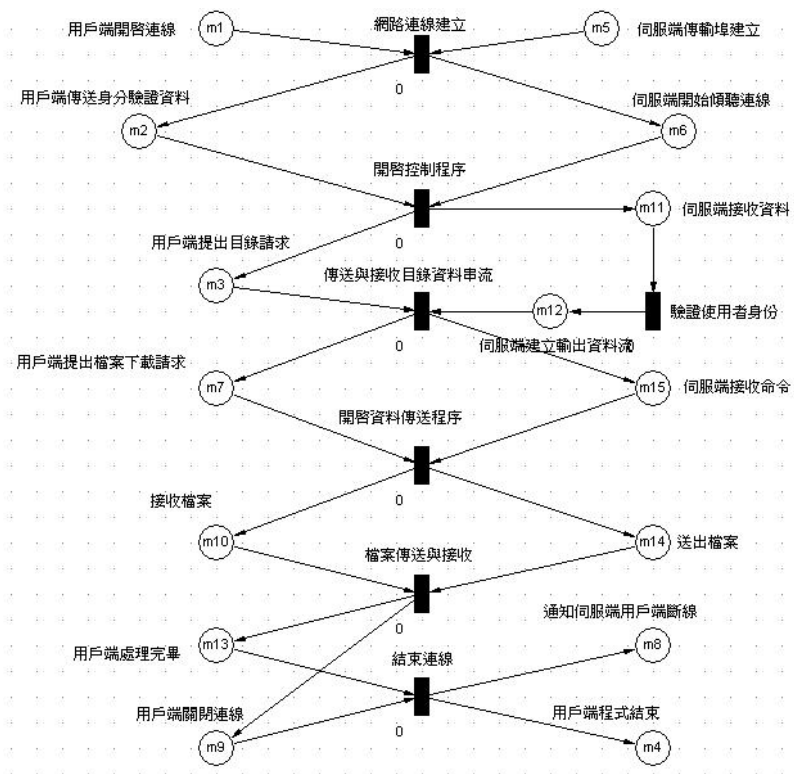 用戶端開啓連線
m1
網路連線建立
m5
伺服端傳輸埠建立
0
用戶端傳送身分驗證資料
m2
伺服端開始傾聽連線
m6
開啓控制程序
m11
伺服端接收資料
0
用戶端提出目錄請求
m3
傳送與接收目錄資料串流
m12
驗證使用者身份
0
伺服端建立輸出資料流
0
用戶端提出檔案下載請求
m7
m15
伺服端接收命令
開啓資料傳送程序
0
接收檔案
m10
m14
送出檔案
檔案傳送與接收
0
通知伺服端用戶端斷線
用戶端處理完畢
m13
結束連線
m8
用戶端關閉連線
0
用戶端程式結束
m9
m4